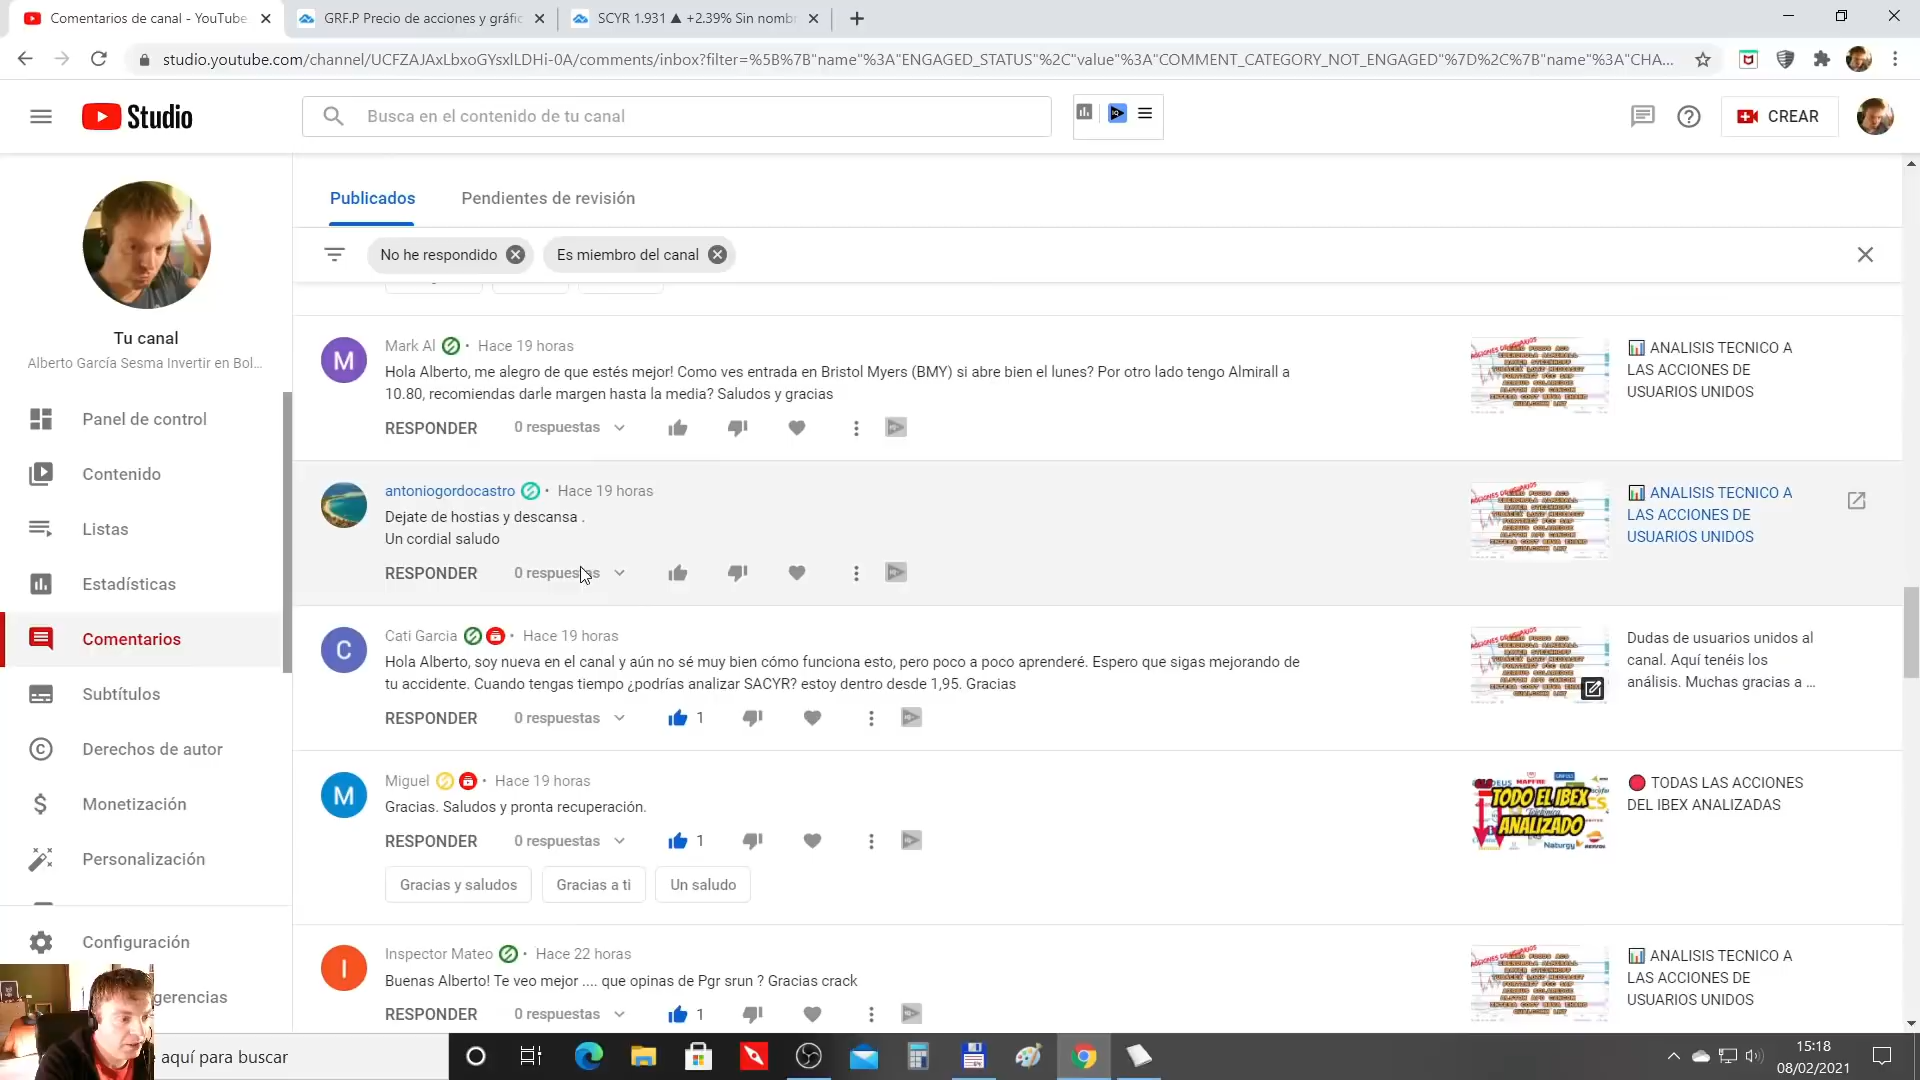 Comentarios de canal - YouTube
GRF.P Precio de acciones y gráfic
SCYR 1.931 ▲ +2.39% Sin nomb
studio.youtube.com/channel/UCFZAJAxLbxoGYsxlLDHi-0A/comments/inbox?filter=%5B%7B"name"%3A"ENGAGED_STATUS"%2C"value"%3A"COMMENT_CATEGORY_NOT_ENGAGED"%7D%2C%7B"name"%3A"CHA...
Studio
Busca en el contenido de tu canal
CREAR
Tu canal
Alberto García Sesma Invertir en Bol...
Panel de control
Contenido
Listas
Estadísticas
Comentarios
Subtítulos
Derechos de autor
Monetización
Personalización
Configuración
gerencias
Publicados
Pendientes de revisión
No he respondido
Es miembro del canal
M
Mark Al • Hace 19 horas
Hola Alberto, me alegro de que estés mejor! Como ves entrada en Bristol Myers (BMY) si abre bien el lunes? Por otro lado tengo Almirall a
10.80, recomiendas darle margen hasta la media? Saludos y gracias
RESPONDER 0 respuestas
ANALISIS TECNICO A
LAS ACCIONES DE
USUARIOS UNIDOS
antoniogordocastro • Hace 19 horas
Dejate de hostias y descansa .
Un cordial saludo
RESPONDER 0 respuestas
ANALISIS TECNICO A
LAS ACCIONES DE
USUARIOS UNIDOS
C
Cati Garcia • Hace 19 horas
Hola Alberto, soy nueva en el canal y aún no sé muy bien cómo funciona esto, pero poco a poco aprenderé. Espero que sigas mejorando de
tu accidente. Cuando tengas tiempo ¿podrías analizar SACYR? estoy dentro desde 1,95. Gracias
RESPONDER 0 respuestas 1
Dudas de usuarios unidos al
canal. Aquí tenéis los
análisis. Muchas gracias a ...
M
Miguel • Hace 19 horas
Gracias. Saludos y pronta recuperación.
RESPONDER 0 respuestas 1
Gracias y saludos
Gracias a ti
Un saludo
TODO EL IBEX
ANALIZADO
Naturgy
TODAS LAS ACCIONES
DEL IBEX ANALIZADAS
I
Inspector Mateo • Hace 22 horas
Buenas Alberto! Te veo mejor .... que opinas de Pgr srun ? Gracias crack
RESPONDER 0 respuestas 1
ANALISIS TECNICO A
LAS ACCIONES DE
USUARIOS UNIDOS
aquí para buscar
15:18
08/02/2021